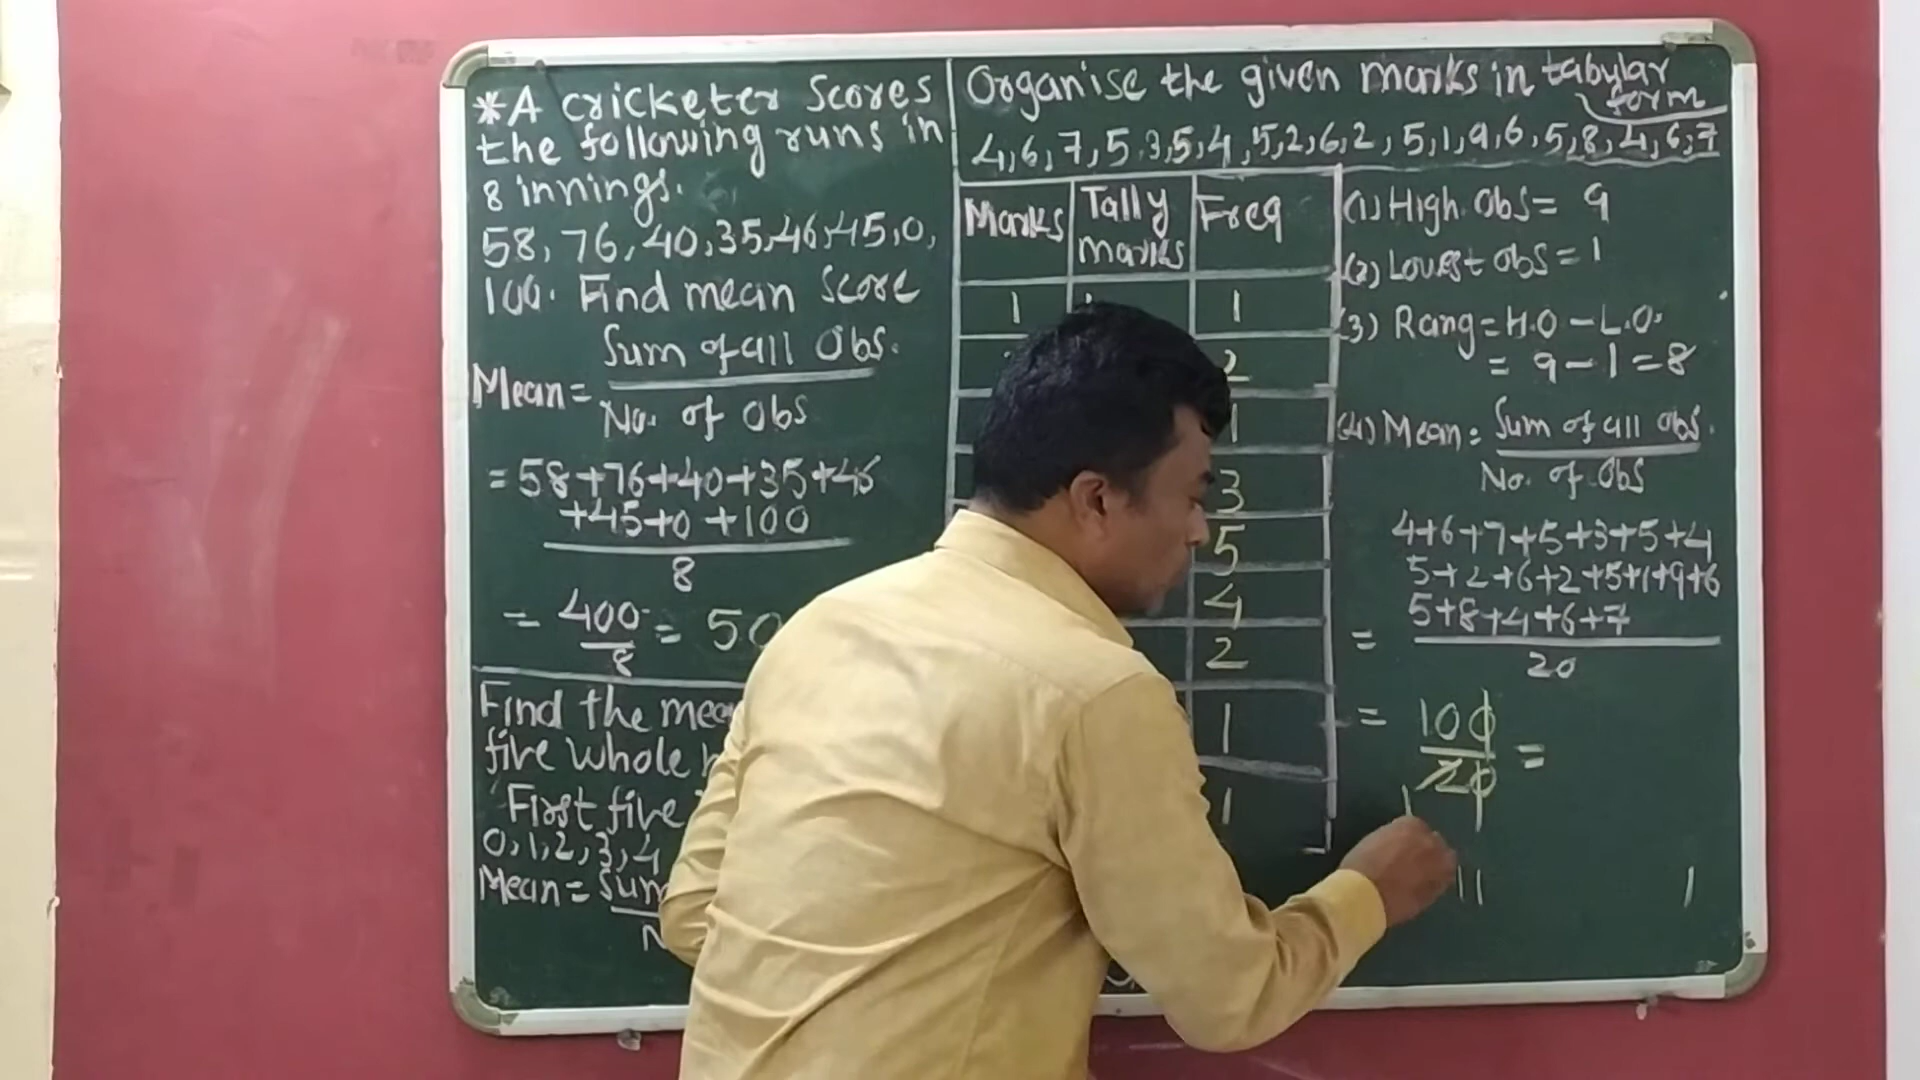 *A cricketer Scores
the following runs in
8 innings.
58, 76, 40, 35, 46, 45, 0,
100. Find mean Score
Mean = Sum of all Obs.
No. of Obs
= 58+76+40+35+46
+45+0+100
8
= 400
8
= 50
Find the mean
five whole
First five
0,1,2,3,4
Mean = Sum
N
Organise the given marks in tabular
form
4,6,7,5,3,5,4,5,2,6,2,5,1,9,6,5,8,4,6,7
Marks Tally marks Freq
1 1
2
1
3
5
4
2
1
1
(1) High. Obs = 9
(2) Lowest obs = 1
(3) Rang = H.O - L.O.
= 9-1=8
(4) Mean = Sum of all obs.
No. of Obs
4+6+7+5+3+5+4
5+2+6+2+5+1+9+6
= 5+8+4+6+7
20
= 100
20
=
1
11 1